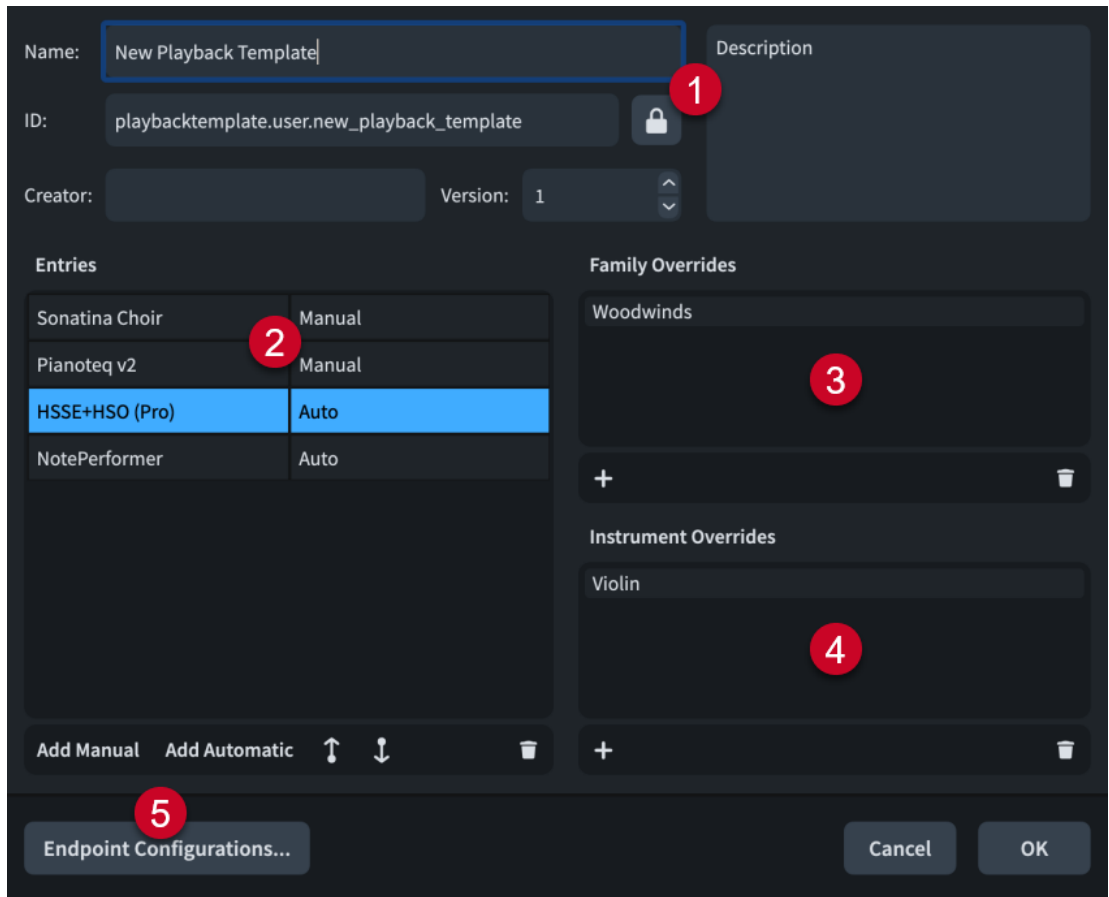 Name: New Playback Template
Description
1
ID: playbacktemplate.user.new_playback_template
Creator: Version: 1
Entries
Sonatina Choir Manual
2
Pianoteq v2 Manual
HSSE+HSO (Pro) Auto
NotePerformer Auto
Add Manual Add Automatic
Family Overrides
Woodwinds
3
+
Instrument Overrides
Violin
4
+
5
Endpoint Configurations...
Cancel OK